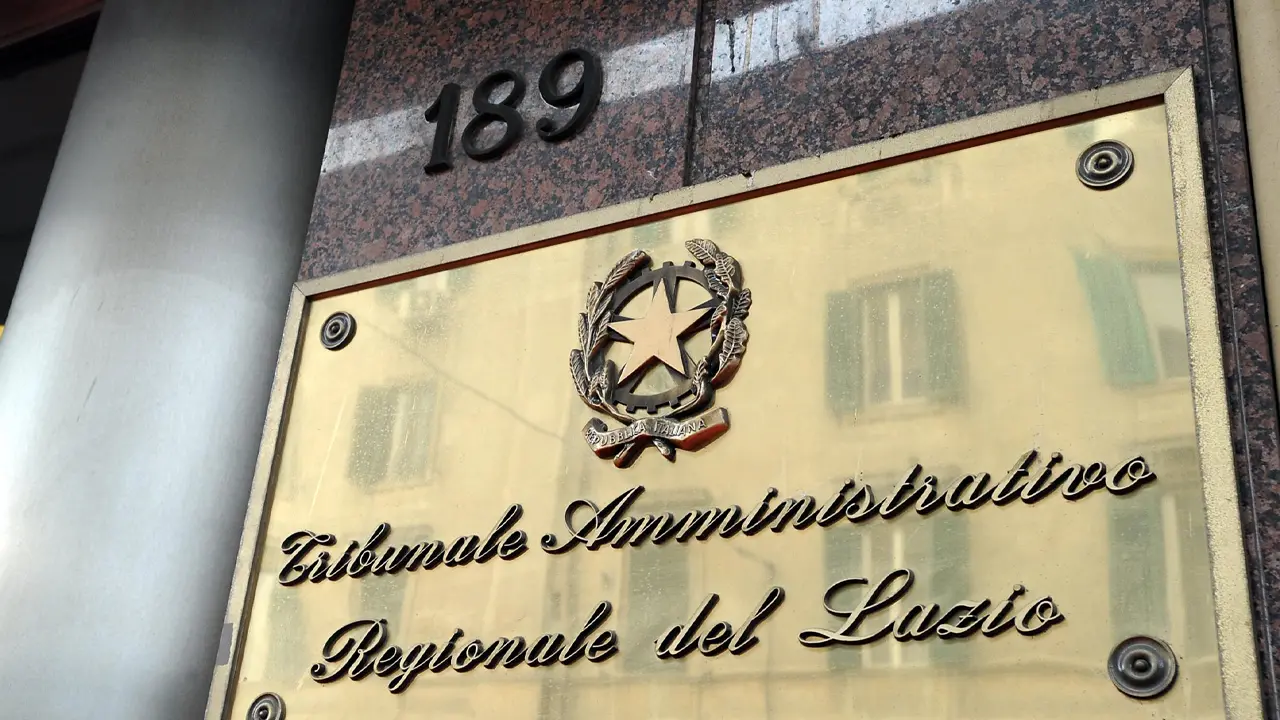 189
REPUBBLICA ITALIANA
Tribunale Amministrativo
Regionale del Lazio